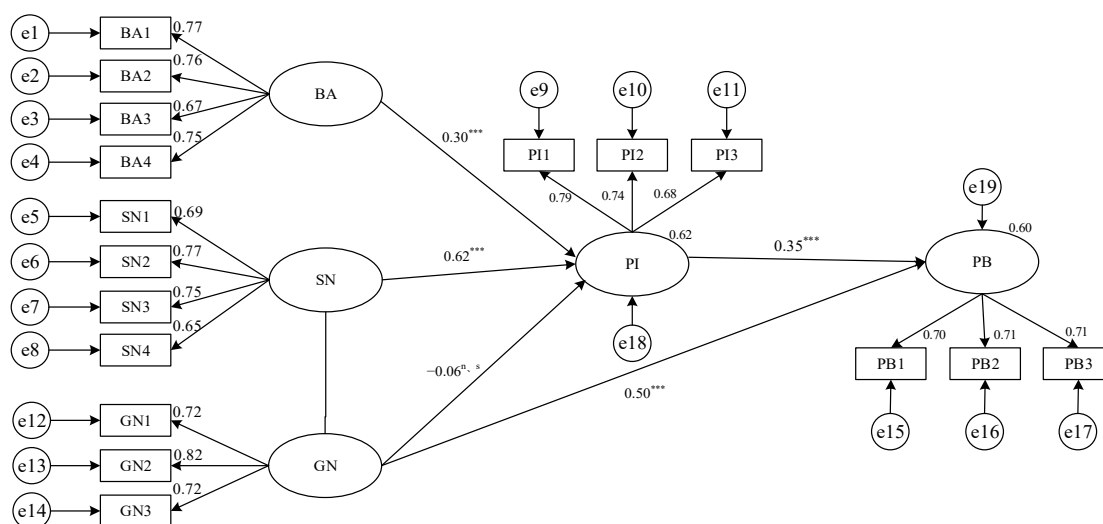 e1
BA1
0.77
e2
BA2
0.76
e3
BA3
0.67
e4
BA4
0.75
BA
0.30***
e9
e10
e11
PI1
PI2
PI3
0.79
0.74
0.68
e5
SN1
0.69
e6
SN2
0.77
e7
SN3
0.75
e8
SN4
0.65
SN
0.62***
PI
0.62
e18
0.35***
e19
0.60
PB
0.70
0.71
0.71
PB1
PB2
PB3
e15
e16
e17
−0.06n、s
0.50***
e12
GN1
0.72
e13
GN2
0.82
e14
GN3
0.72
GN